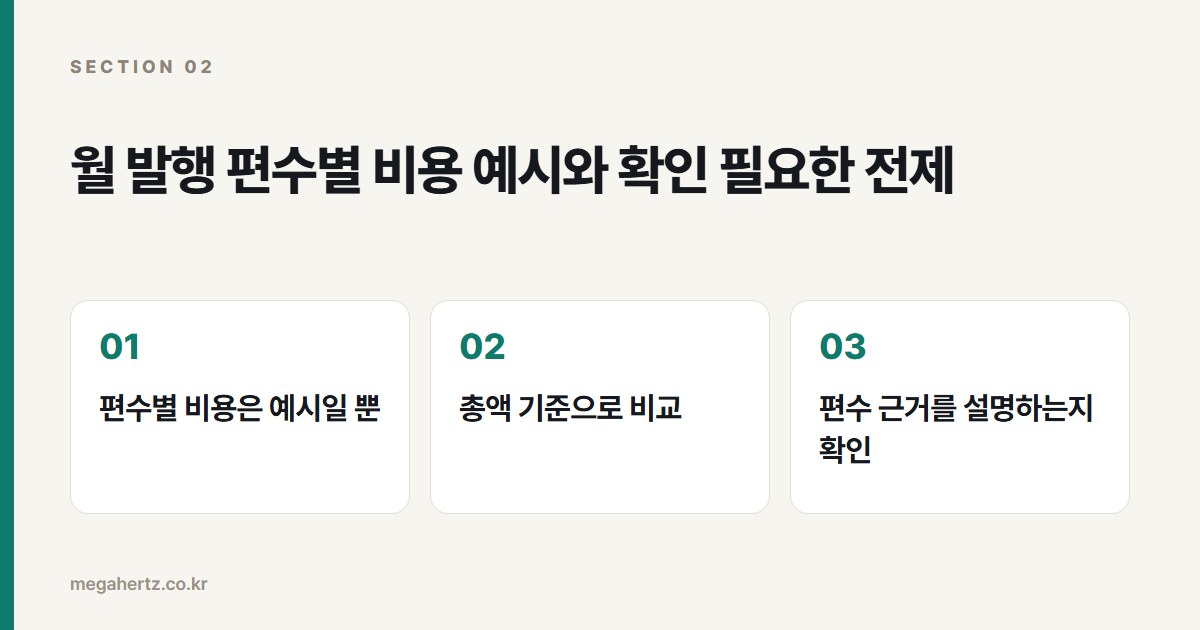 SECTION 02
월 발행 편수별 비용 예시와 확인 필요한 전제
01
편수별 비용은 예시일 뿐
02
총액 기준으로 비교
03
편수 근거를 설명하는지
확인
megahertz.co.kr